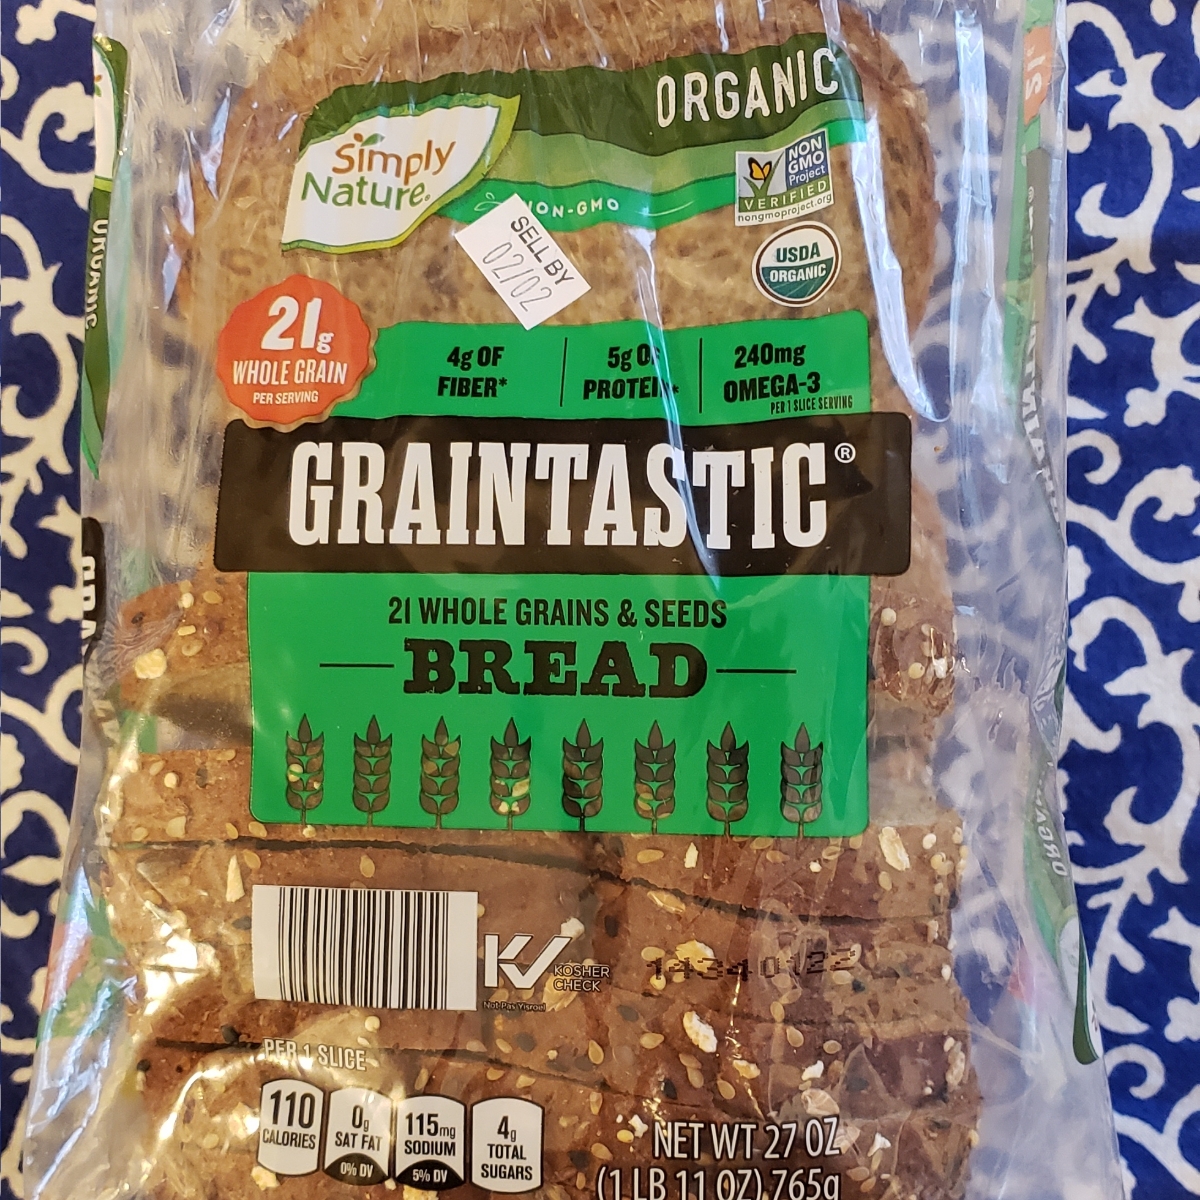 ORGANIC
Simply
Nature®
NON
GMO
Project
VERIFIED
nongmoproject.org
NON-GMO
SELL BY
02/02
USDA
ORGANIC
21g
WHOLE GRAIN
PER SERVING
4g OF
FIBER*
5g OF
PROTEIN*
240mg
OMEGA-3
PER 1 SLICE SERVING
GRAINTASTIC®
21 WHOLE GRAINS & SEEDS
BREAD
ORGANIC
KOSHER
CHECK
Not-Pas Yisroel
14340122
PER 1 SLICE
110
CALORIES
0g
SAT FAT
0% DV
115mg
SODIUM
5% DV
4g
TOTAL
SUGARS
NET WT 27 OZ
(1 LB 11 OZ) 765g